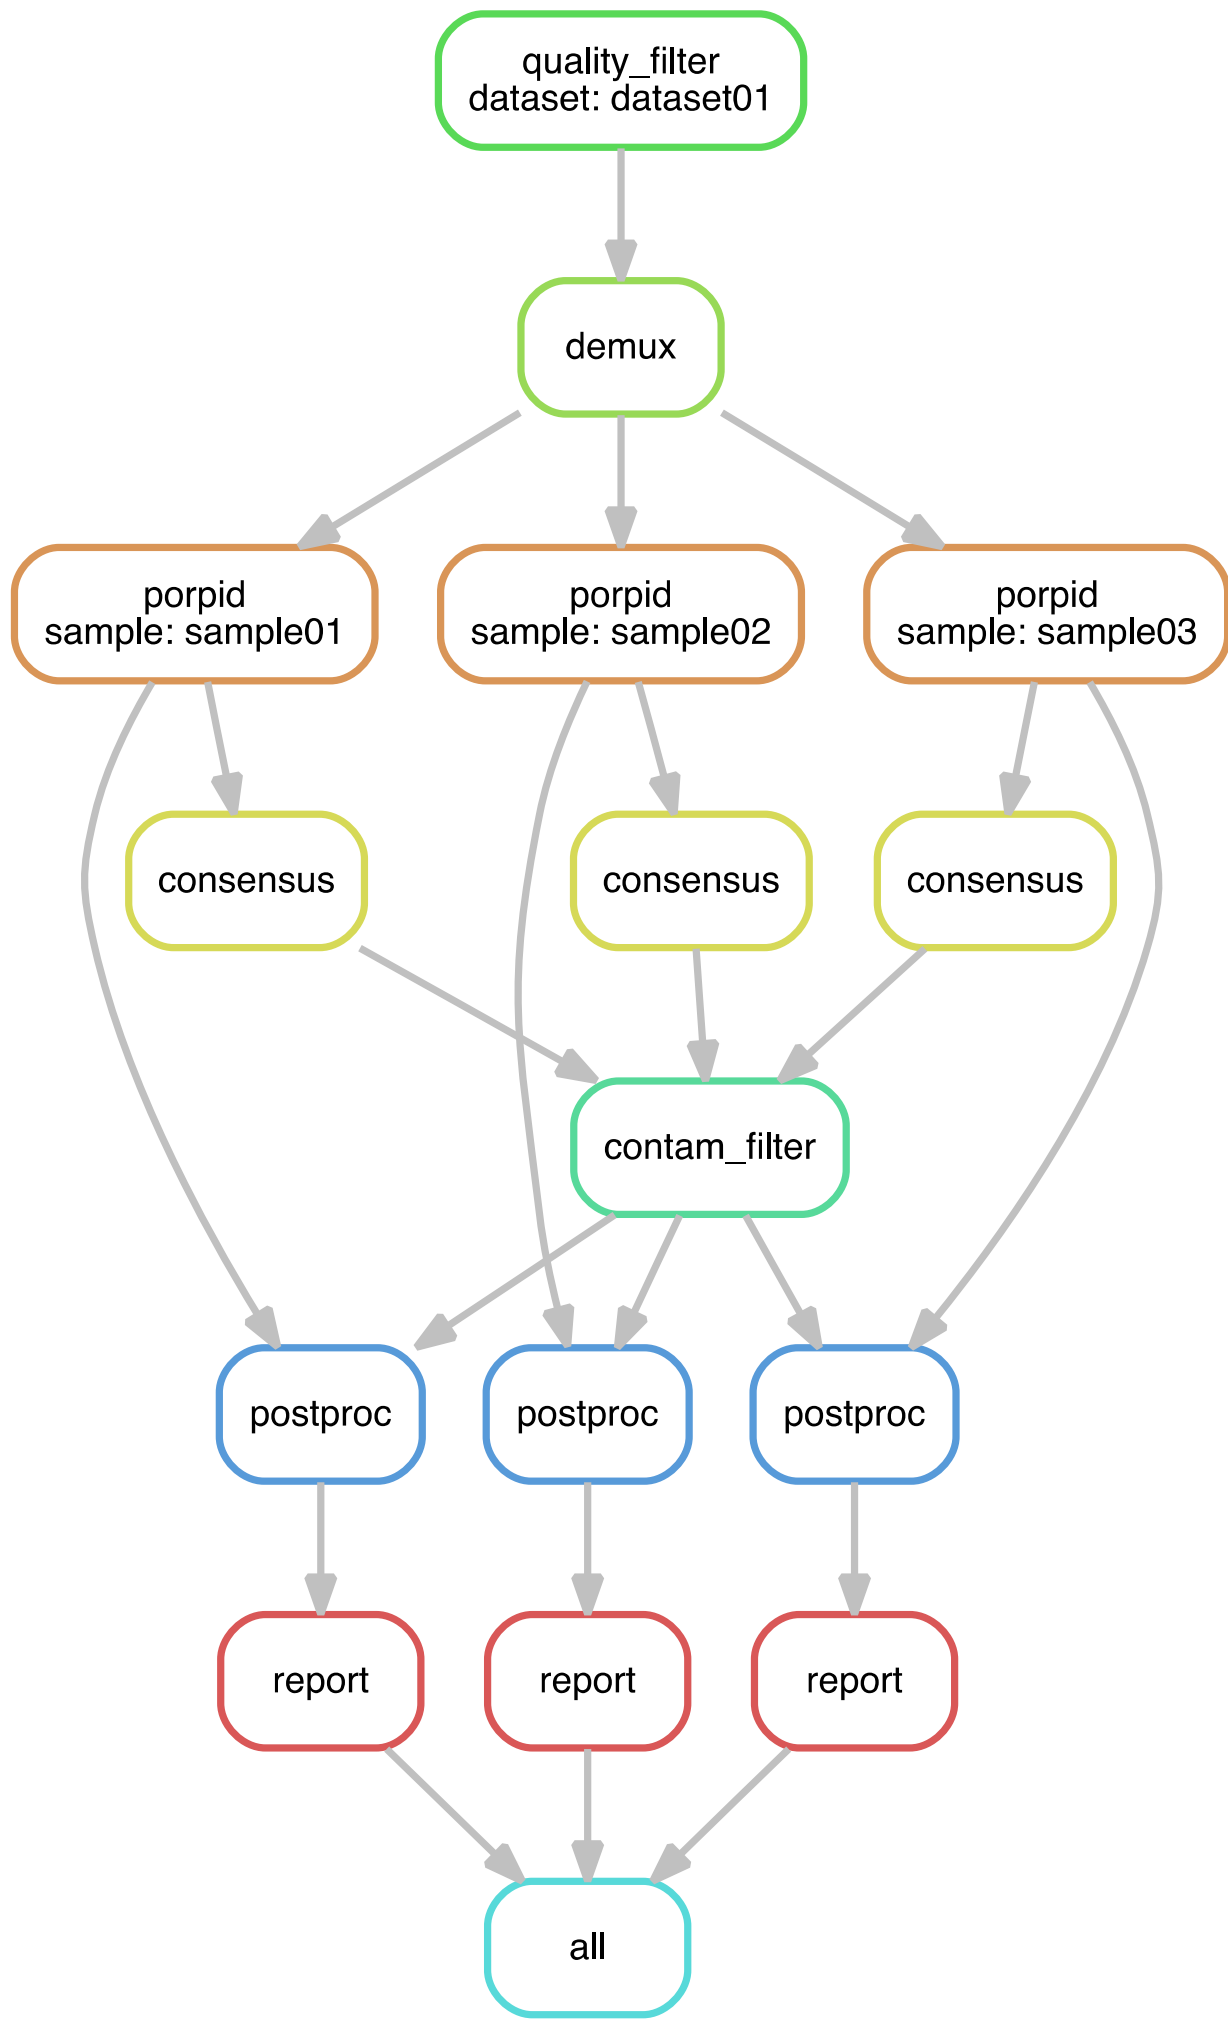 quality_filter
dataset: dataset01
demux
porpid
sample: sample01
porpid
sample: sample02
porpid
sample: sample03
consensus
consensus
consensus
contam_filter
postproc
postproc
postproc
report
report
report
all